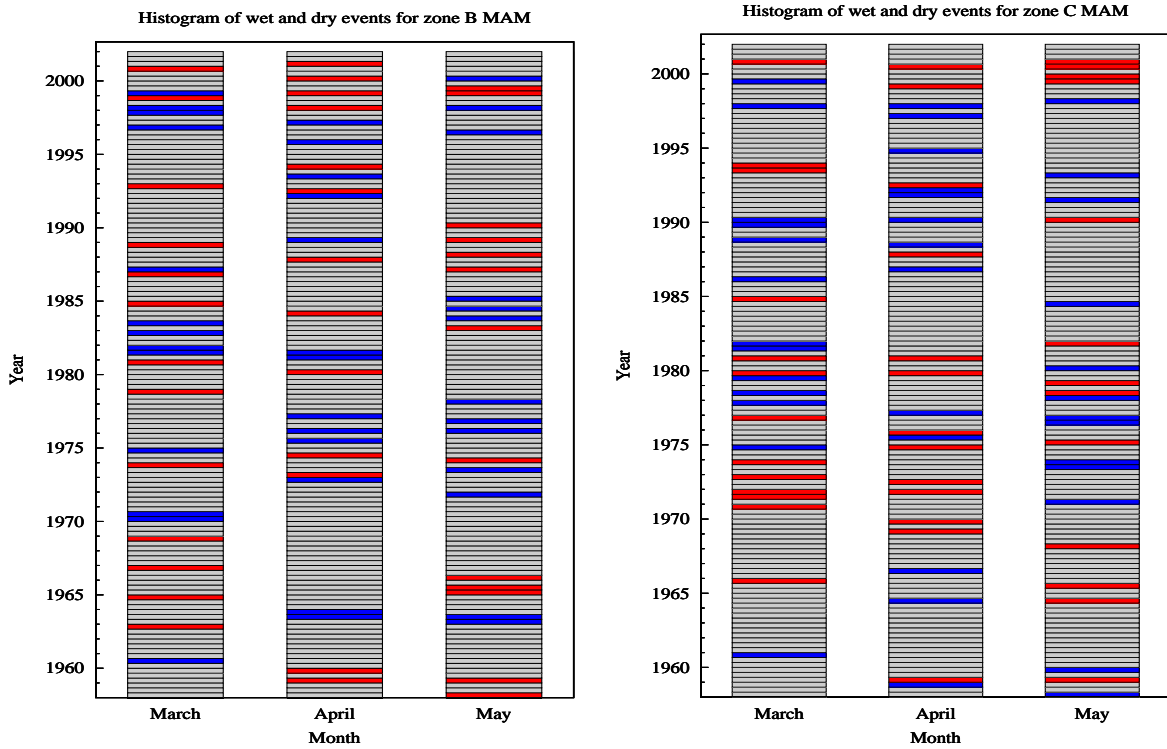 Histogram of wet and dry events for zone B MAM
Year
2000
1995
1990
1985
1980
1975
1970
1965
1960
March April May
Month
Histogram of wet and dry events for zone C MAM
Year
2000
1995
1990
1985
1980
1975
1970
1965
1960
March April May
Month